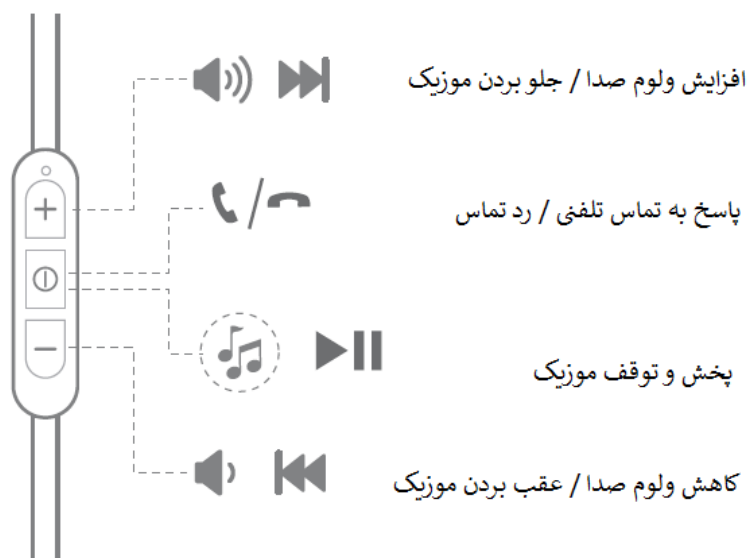 افزایش ولوم صدا / جلو بردن موزیک
پاسخ به تماس تلفنی / رد تماس
پخش و توقف موزیک
کاهش ولوم صدا / عقب بردن موزیک